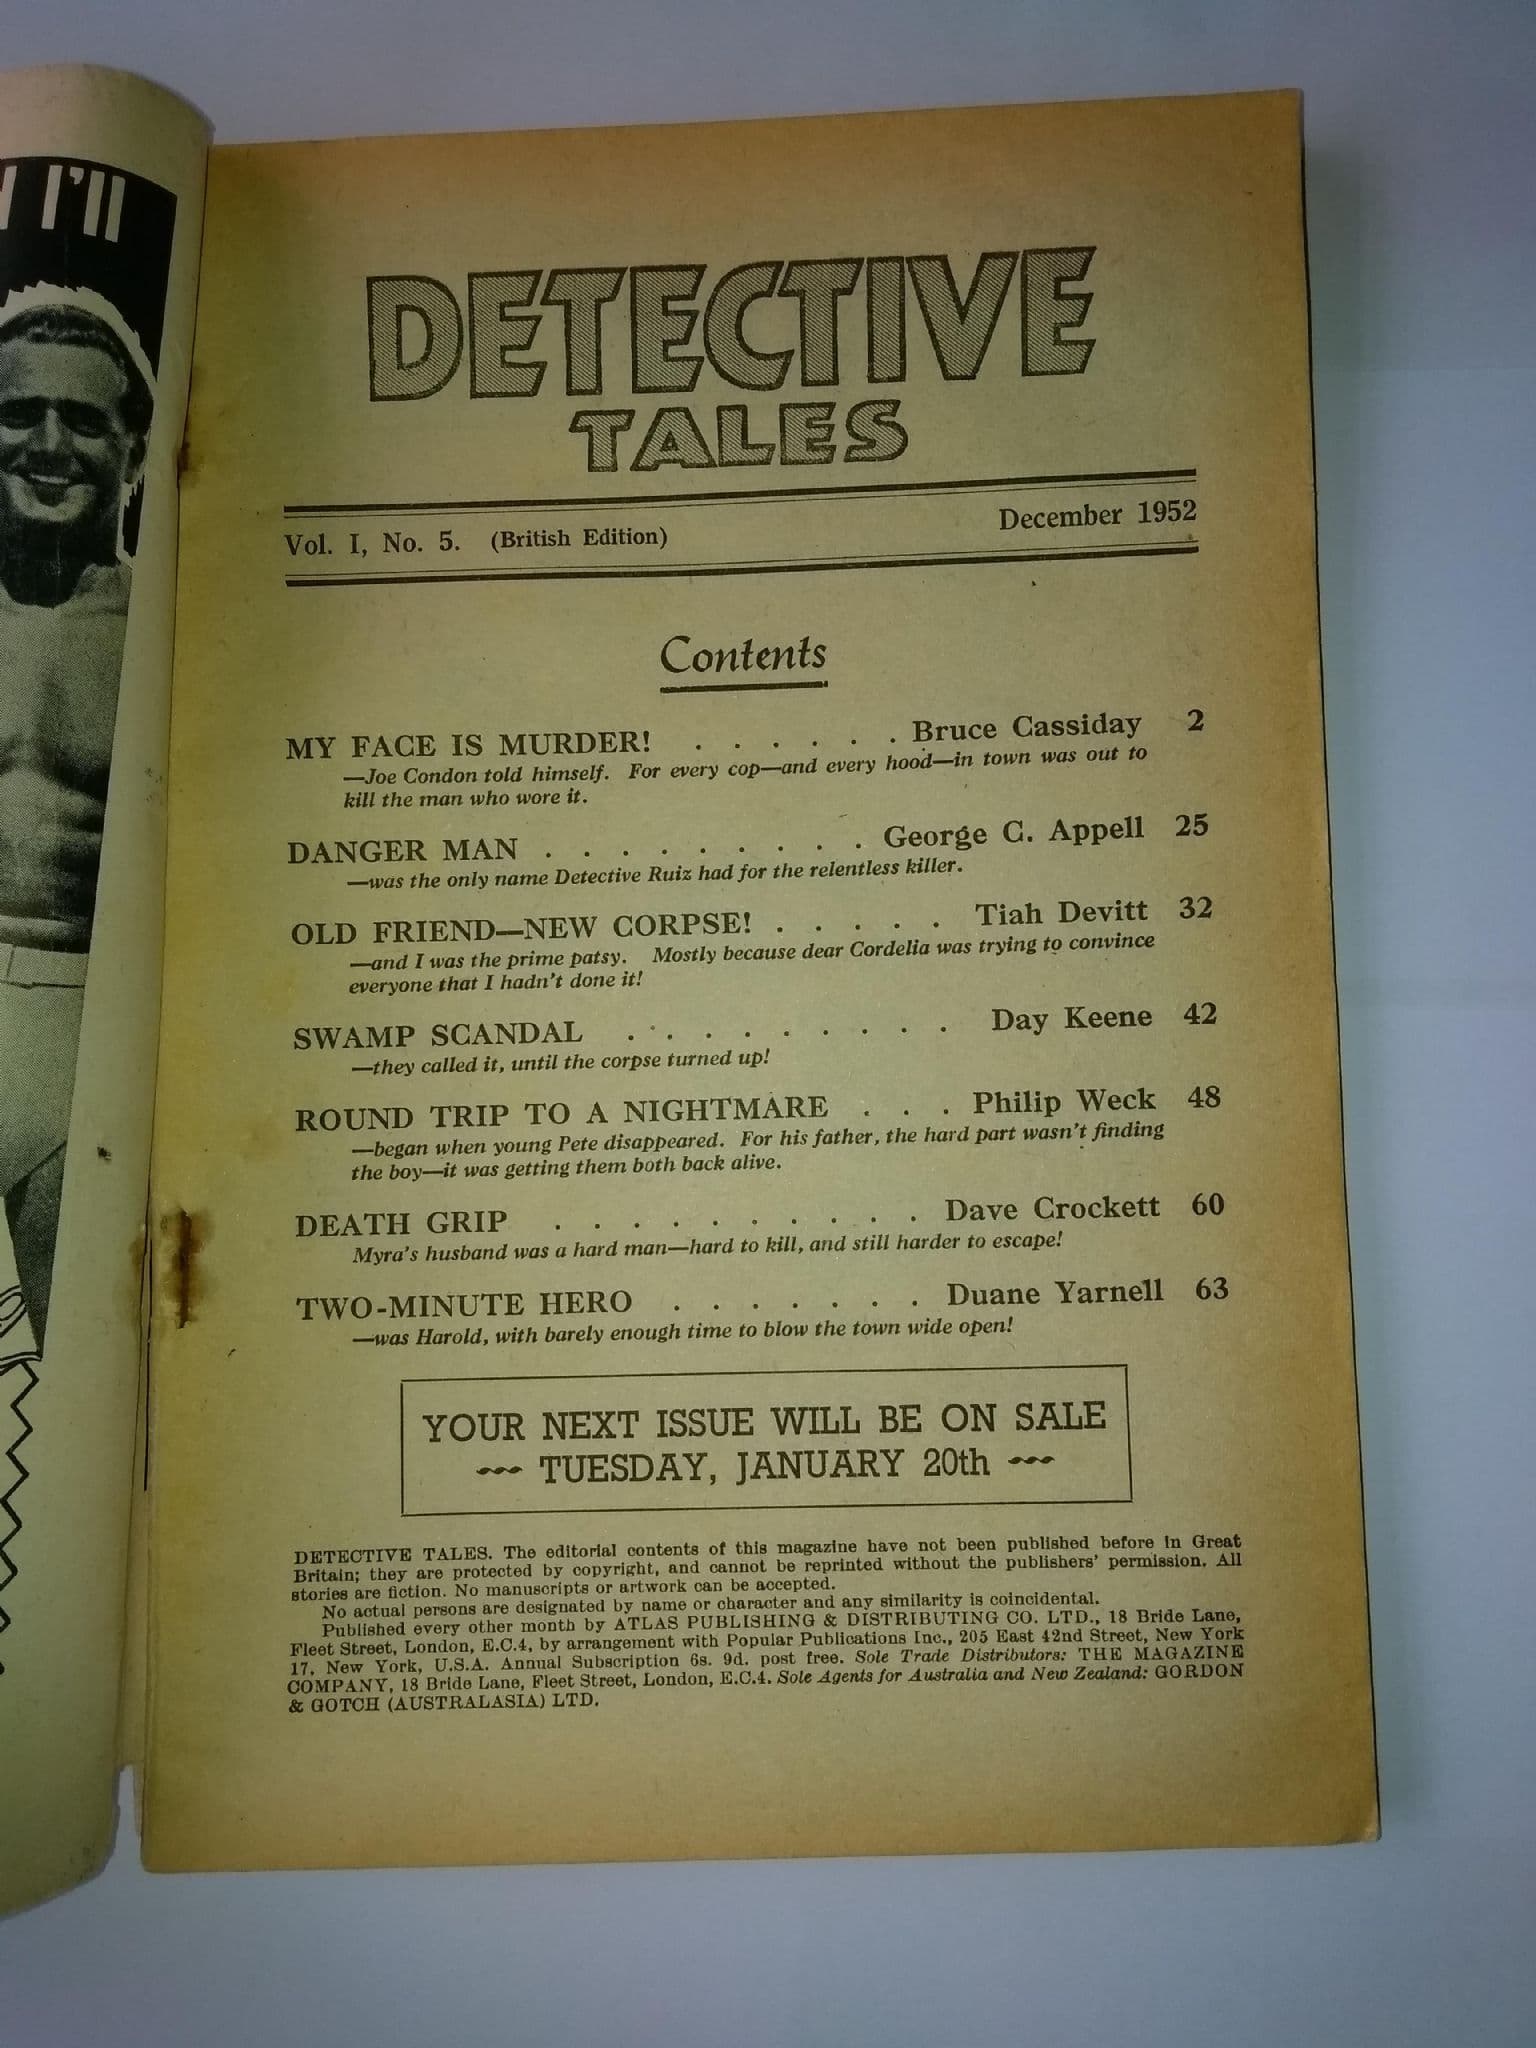 I'll
DETECTIVE
TALES
Vol. I, No. 5. (British Edition) December 1952
Contents
MY FACE IS MURDER! . . . . . . Bruce Cassiday 2
—Joe Condon told himself. For every cop—and every hood—in town was out to
kill the man who wore it.
DANGER MAN . . . . . . . . . George C. Appell 25
—was the only name Detective Ruiz had for the relentless killer.
OLD FRIEND—NEW CORPSE! . . . . . Tiah Devitt 32
—and I was the prime patsy. Mostly because dear Cordelia was trying to convince
everyone that I hadn't done it!
SWAMP SCANDAL . . . . . . . . . Day Keene 42
—they called it, until the corpse turned up!
ROUND TRIP TO A NIGHTMARE . . . Philip Weck 48
—began when young Pete disappeared. For his father, the hard part wasn't finding
the boy—it was getting them both back alive.
DEATH GRIP . . . . . . . . . . Dave Crockett 60
Myra's husband was a hard man—hard to kill, and still harder to escape!
TWO-MINUTE HERO . . . . . . . Duane Yarnell 63
—was Harold, with barely enough time to blow the town wide open!
YOUR NEXT ISSUE WILL BE ON SALE
TUESDAY, JANUARY 20th
DETECTIVE TALES. The editorial contents of this magazine have not been published before in Great
Britain; they are protected by copyright, and cannot be reprinted without the publishers' permission. All
stories are fiction. No manuscripts or artwork can be accepted.
No actual persons are designated by name or character and any similarity is coincidental.
Published every other month by ATLAS PUBLISHING & DISTRIBUTING CO. LTD., 18 Bride Lane,
Fleet Street, London, E.C.4, by arrangement with Popular Publications Inc., 205 East 42nd Street, New York
17, New York, U.S.A. Annual Subscription 6s. 9d. post free. Sole Trade Distributors: THE MAGAZINE
COMPANY, 18 Bride Lane, Fleet Street, London, E.C.4. Sole Agents for Australia and New Zealand: GORDON
& GOTCH (AUSTRALASIA) LTD.